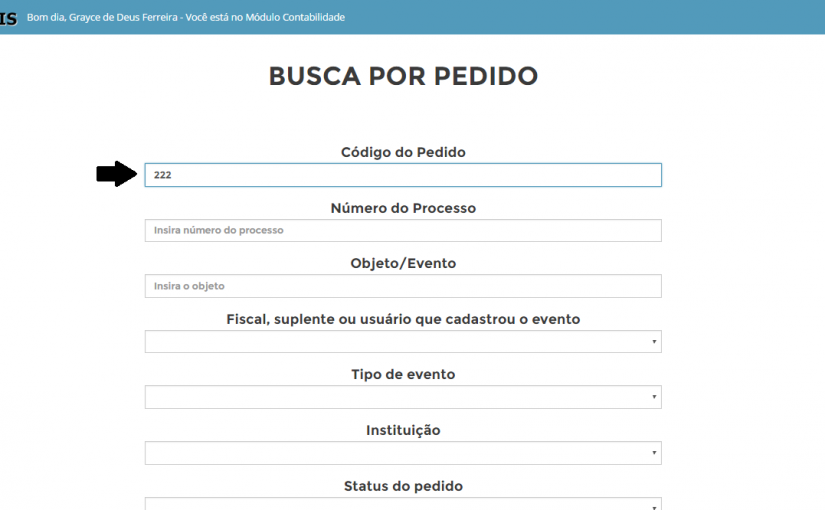 IS Bom dia, Grayce de Deus Ferreira - Você está no Módulo Contabilidade
BUSCA POR PEDIDO
Código do Pedido
222
Número do Processo
Insira número do processo
Objeto/Evento
Insira o objeto
Fiscal, suplente ou usuário que cadastrou o evento
Tipo de evento
Instituição
Status do pedido